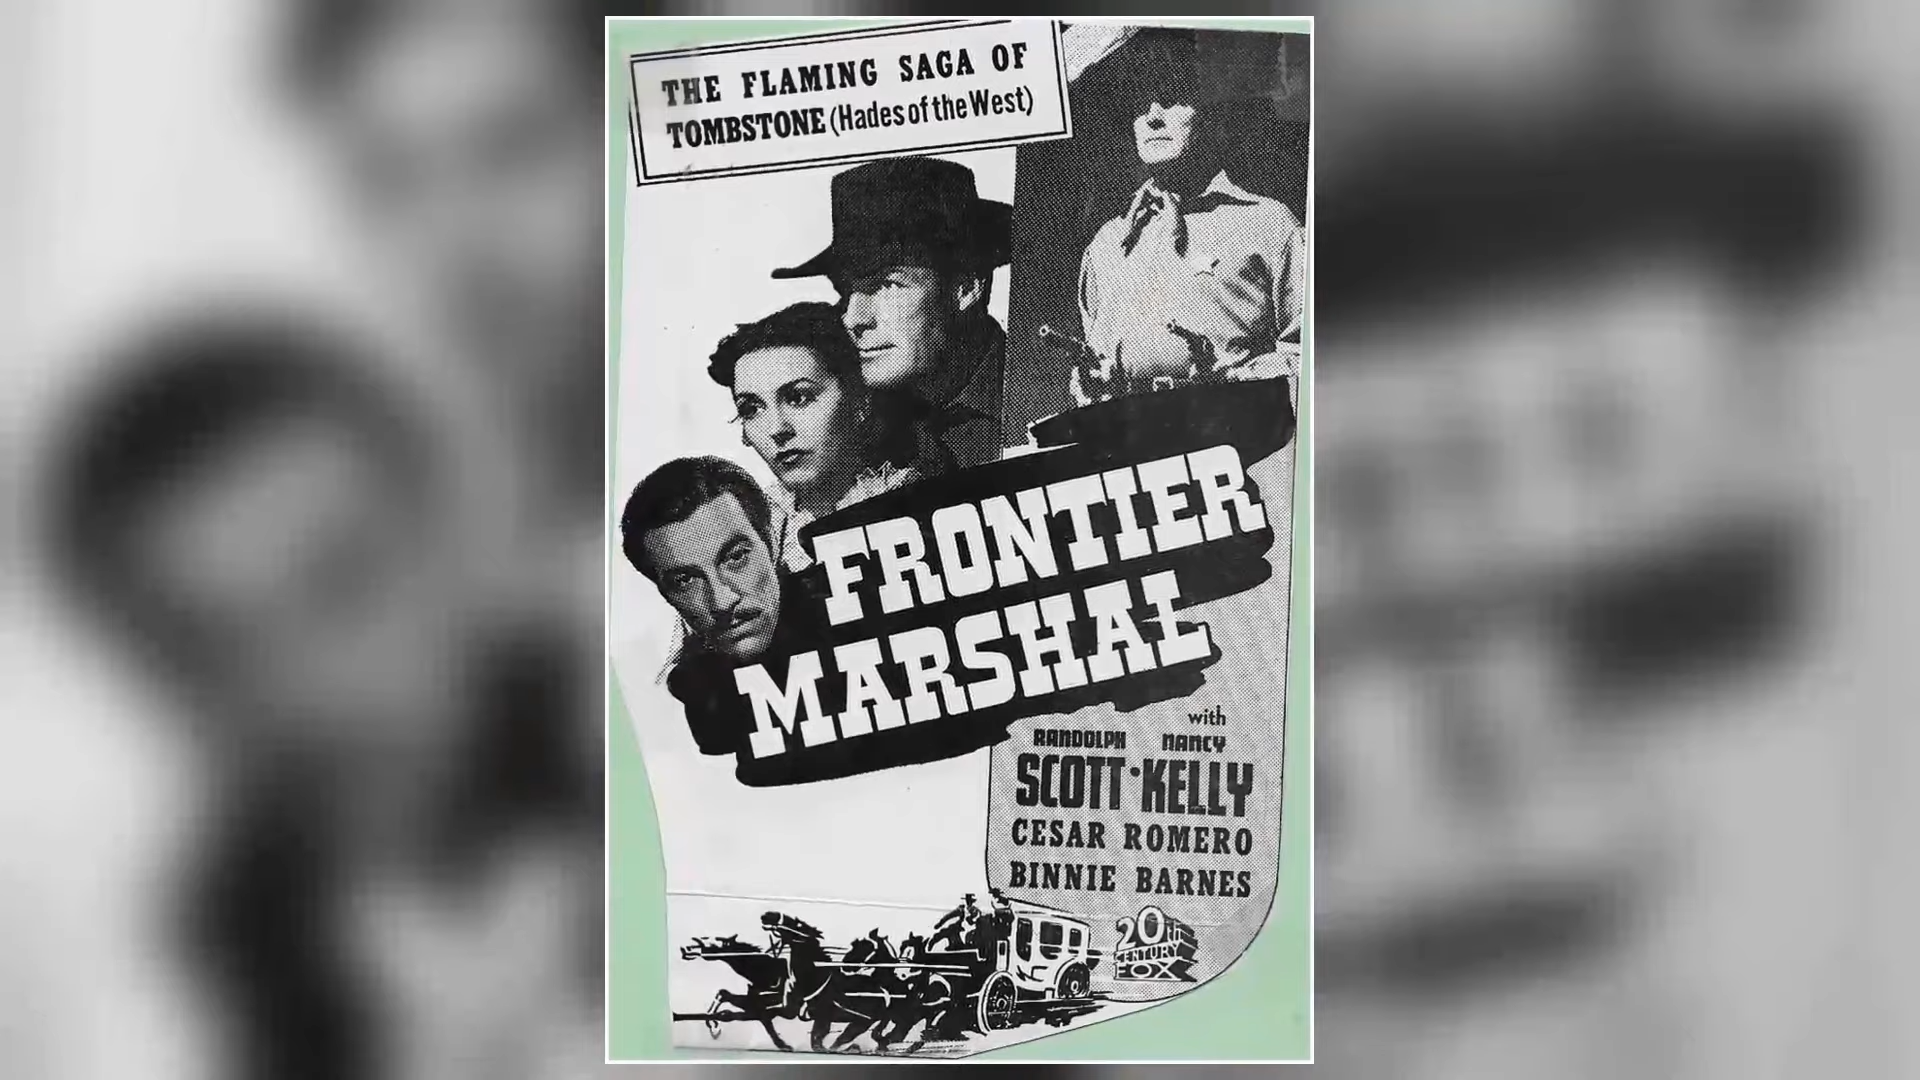 THE FLAMING SAGA OF
TOMBSTONE (Hades of the West)
FRONTIER
MARSHAL
with
RANDOLPH NANCY
SCOTT · KELLY
CESAR ROMERO
BINNIE BARNES
20th
CENTURY
FOX